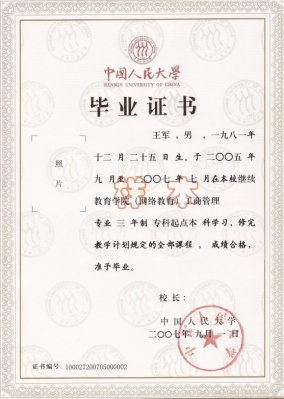 中国人民大学
RENMIN UNIVERSITY OF CHINA
毕业证书
王军 ，男 ，一九八一年
十二月 二十五 日 生，于 二〇〇五 年
九 月 至 二〇〇七 年 七 月在本校继续
教育学院（网络教育）工商管理
专业 三 年制 专科起点本 科学习，修完
教学计划规定的全部课程，成绩合格，
准予毕业。
照
片
样本
校长：
中国人民大学
二〇〇七年 九月 一 日
证书编号：100027200705000002